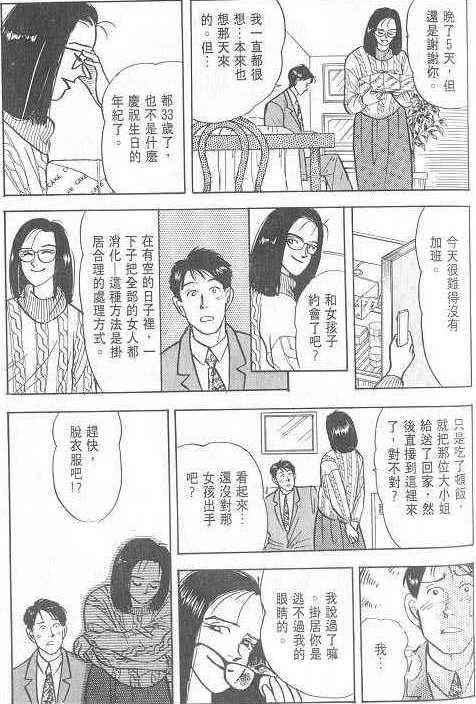 晚了5天，但
還是謝謝你。
我一直都很
想…本來也
想那天來
的。但…
都33歲了，
也不是什麼
慶祝生日的
年紀了。
今天很難得沒有
加班。
和女孩子
約會了吧？
在有空的日子裡，一
下子把全部的女人都
消化—這種方法是掛
居合理的處理方式。
只是吃了頓飯，
就把那位大小姐
給送了回家，然
後直接到這裡來
了，對不對？
看起來…
還沒對那
女孩出手
吧？
趕快，
脫衣服吧！？
我…
我說過了嘛
。掛居你是
逃不過我的
眼睛的。